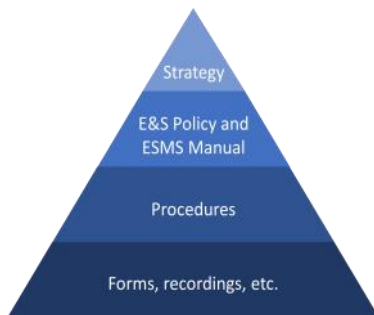 Strategy
E&S Policy and
ESMS Manual
Procedures
Forms, recordings, etc.